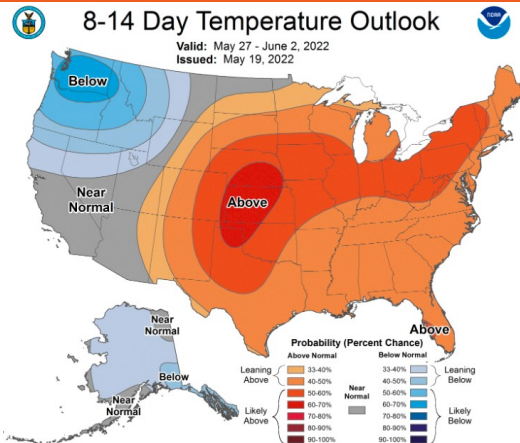 8-14 Day Temperature Outlook
Valid: May 27 - June 2, 2022
Issued: May 19, 2022
NOAA
Below
Near
Normal
Above
Above
Near
Normal
Below
Near
Normal
Probability (Percent Chance)
Above Normal
Below Normal
Leaning
Above
33-40%
40-50%
Likely
Above
50-60%
60-70%
70-80%
80-90%
90-100%
Near
Normal
33-40%
40-50%
Leaning
Below
50-60%
60-70%
70-80%
80-90%
90-100%
Likely
Below